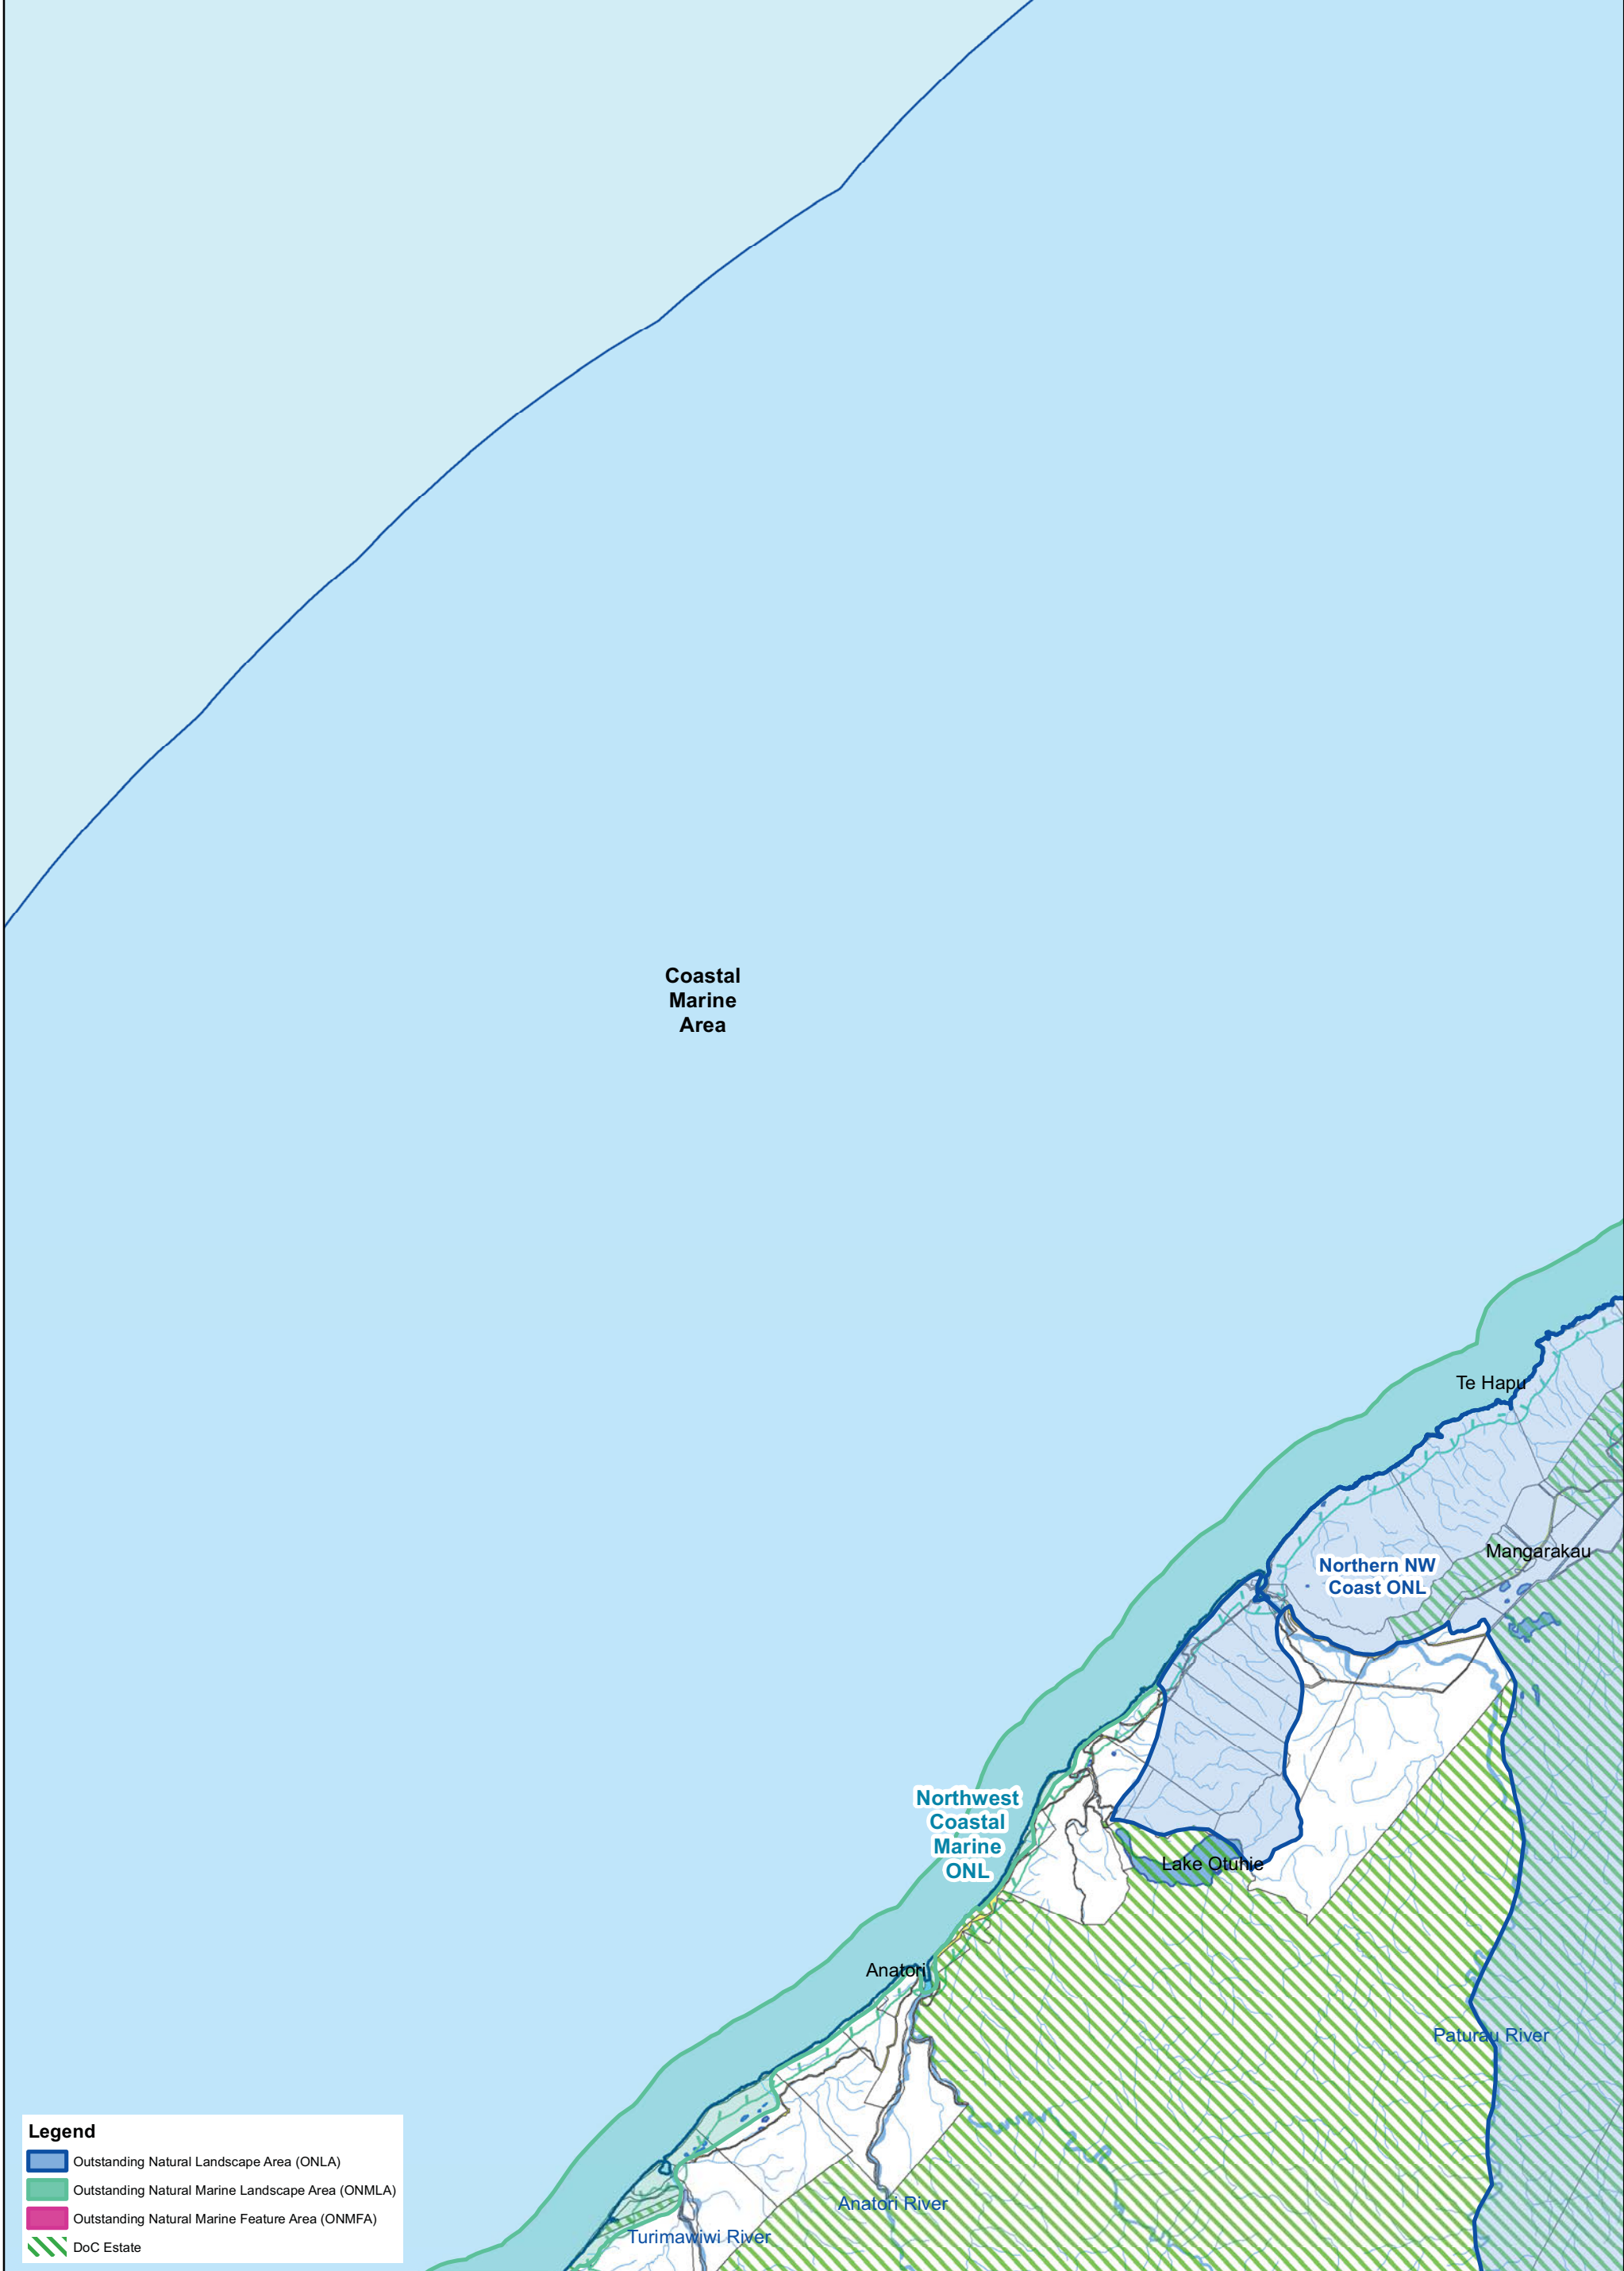 Coastal
Marine
Area
Te Hapu
Mangarakau
Northern NW
Coast ONL
Northwest
Coastal
Marine
ONL
Lake Otuhie
Anatori
Paturau River
Anatori River
Turimawiwi River
Legend
Outstanding Natural Landscape Area (ONLA)
Outstanding Natural Marine Landscape Area (ONMLA)
Outstanding Natural Marine Feature Area (ONMFA)
DoC Estate